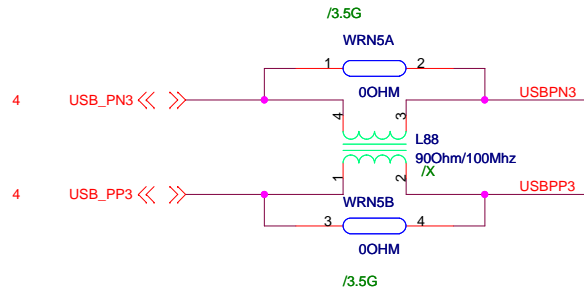 /3.5G
WRN5A
1 2
4 USB_PN3 0OHM USBPN3
4 3
L88
90Ohm/100Mhz
/X
1 2
4 USB_PP3 WRN5B USBPP3
3 4
0OHM
/3.5G